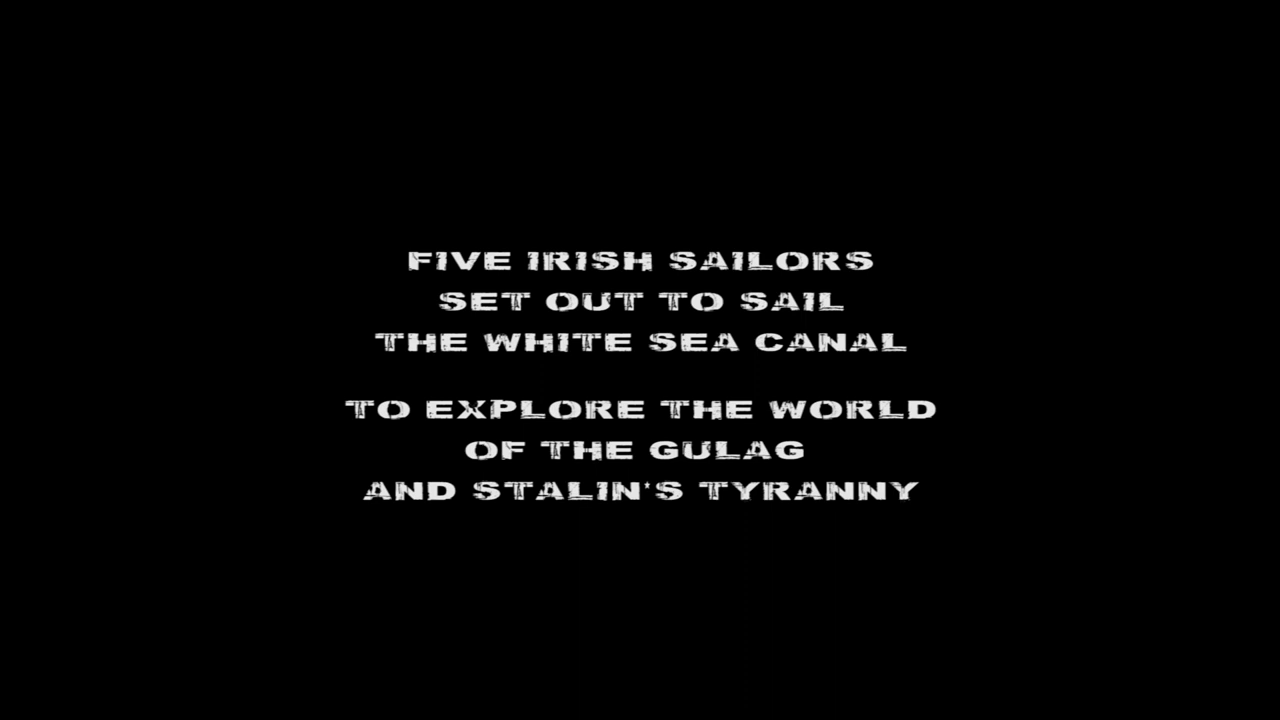 FIVE IRISH SAILORS
SET OUT TO SAIL
THE WHITE SEA CANAL
TO EXPLORE THE WORLD
OF THE GULAG
AND STALIN'S TYRANNY